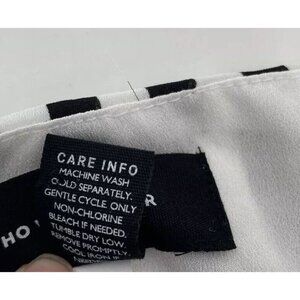 CARE INFO
MACHINE WASH
COLD SEPARATELY.
GENTLE CYCLE. ONLY
NON-CHLORINE
BLEACH IF NEEDED.
TUMBLE DRY LOW.
REMOVE PROMPTLY.
COOL IRON IF
HO
R